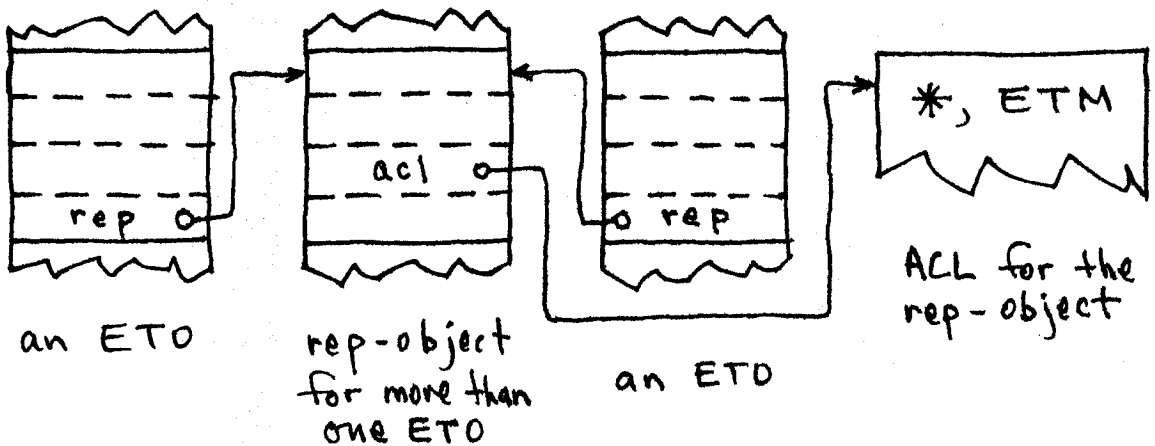 *, ETM
acl
rep
rep
an ETO
rep-object
for more than
one ETO
an ETO
ACL for the
rep-object